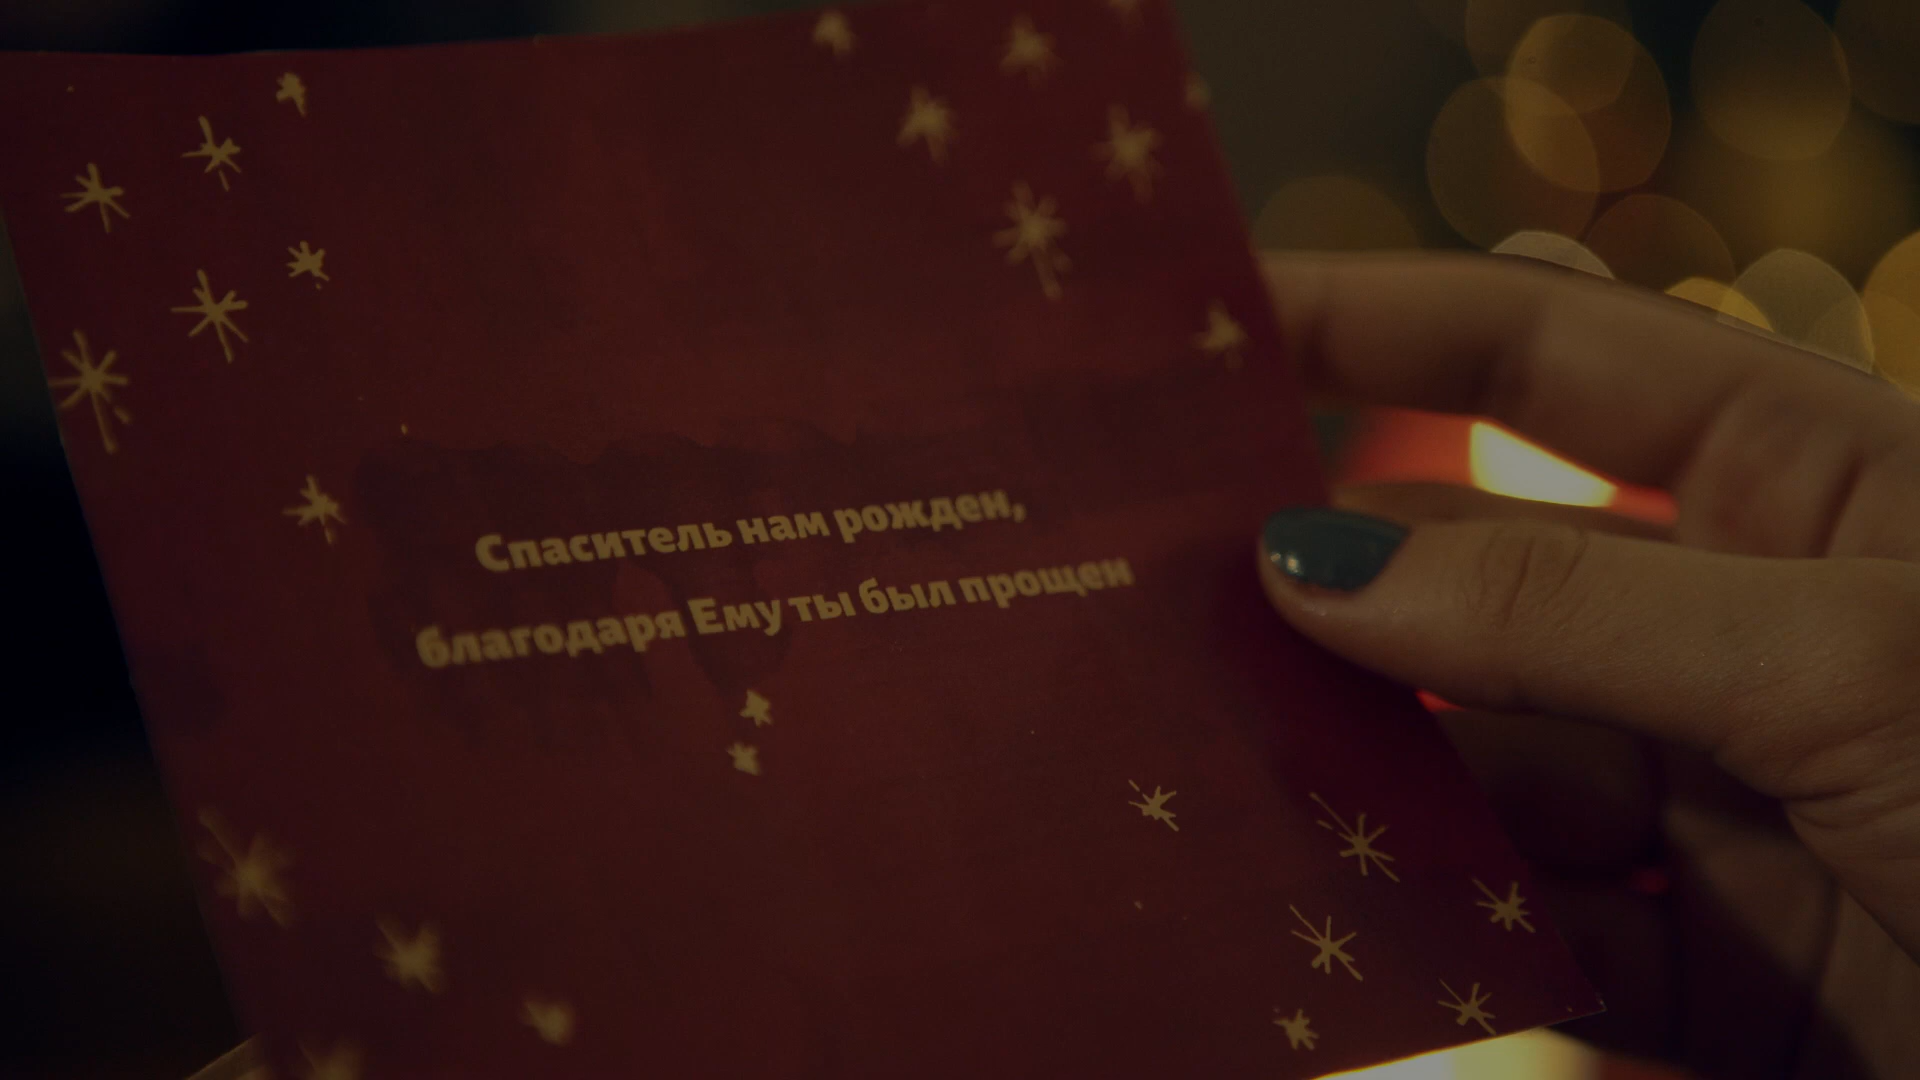 Спаситель нам рожден,
благодаря Ему ты был прощен